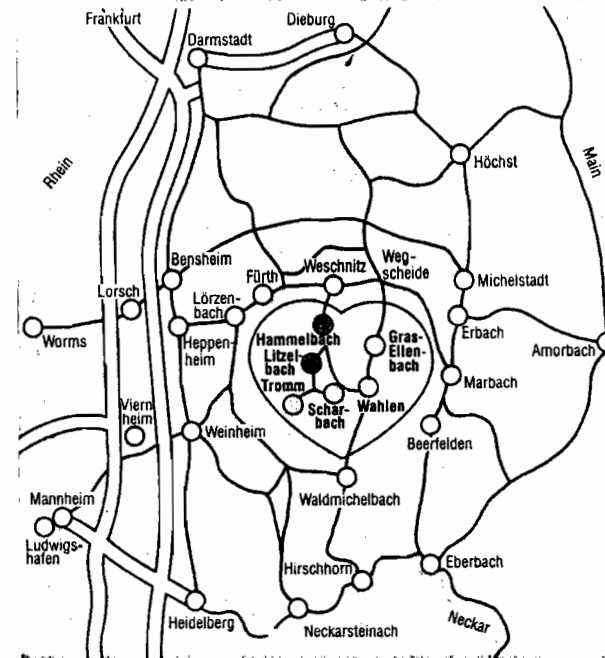 Frankfurt
Dieburg
Darmstadt
Rhein
Höchst
Main
Bensheim
Weg-
scheide
Weschnitz
Fürth
Michelstadt
Lorsch
Lörzen-
bach
Erbach
Worms
Heppen-
heim
Hammelbach
Gras-
Ellen-
bach
Litzel-
bach
Amorbach
Marbach
Tromm
Schar-
bach
Wahlen
Viern
heim
Weinheim
Beerfelden
Waldmichelbach
Mannheim
Ludwigs-
hafen
Hirschhorn
Eberbach
Heidelberg
Neckarsteinach
Neckar